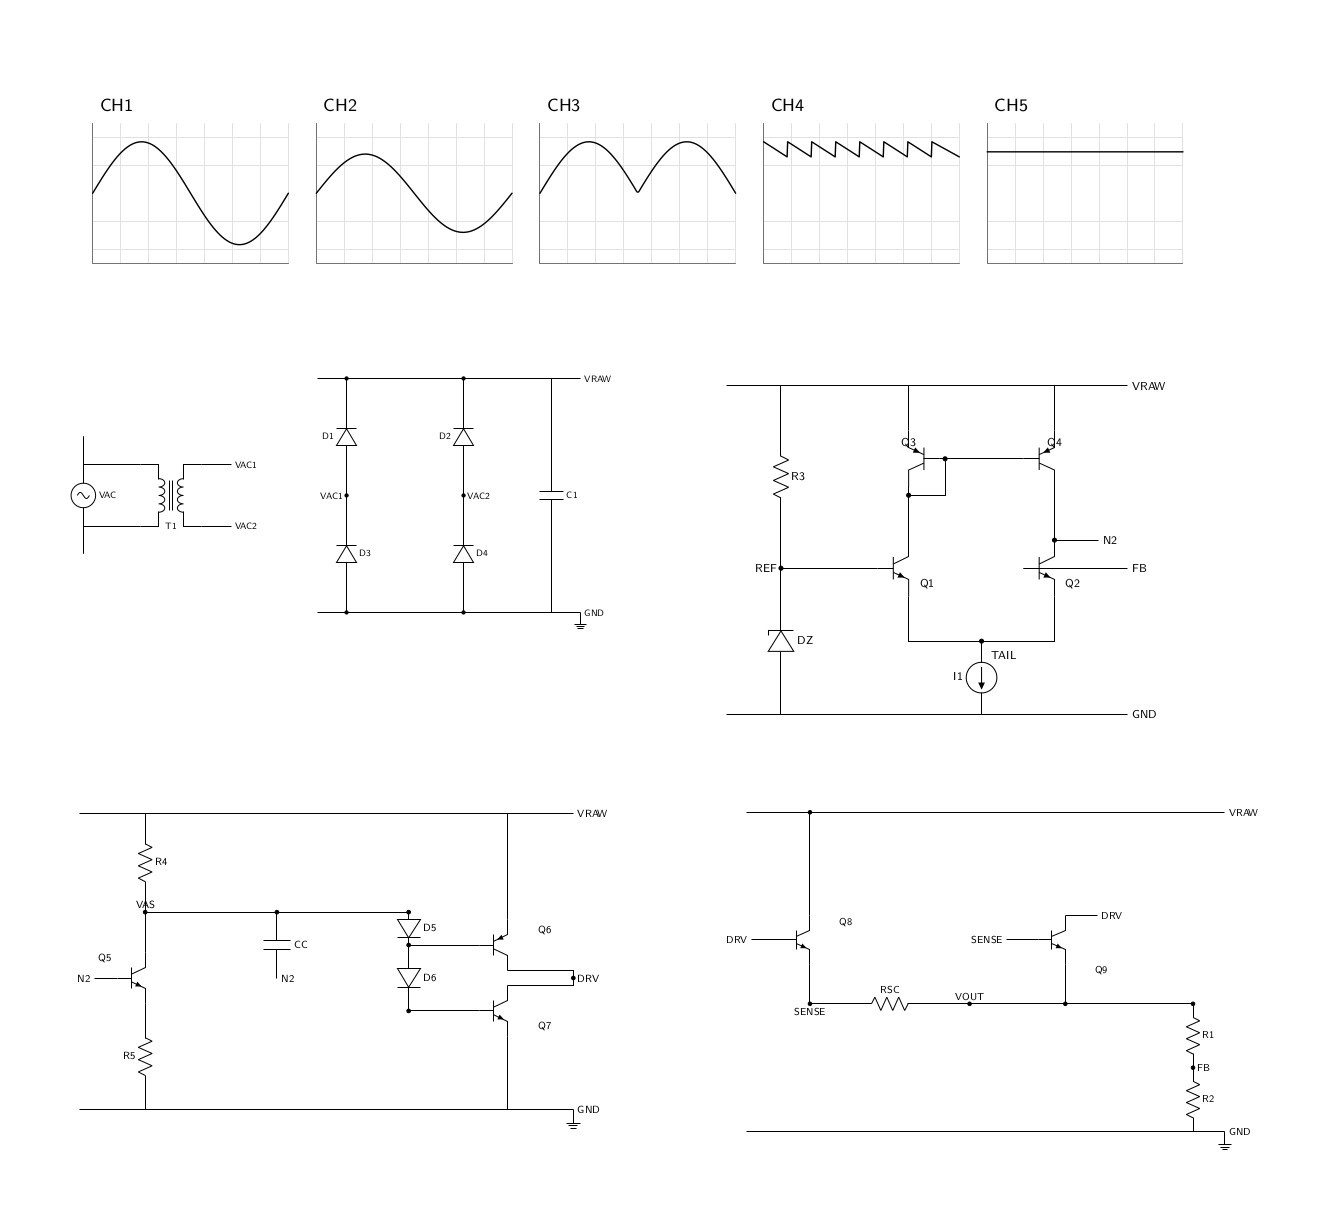 CH1
CH2
CH3
CH4
CH5
VAC
T1
VAC1
VAC2
VRAW
D1
D2
VAC1
VAC2
C1
D3
D4
GND
VRAW
Q3
Q4
R3
N2
REF
FB
Q1
Q2
DZ
TAIL
I1
GND
VRAW
R4
VAS
D5
Q6
CC
Q5
N2
N2
D6
DRV
Q7
R5
GND
VRAW
Q8
DRV
DRV
SENSE
Q9
RSC
VOUT
SENSE
R1
FB
R2
GND